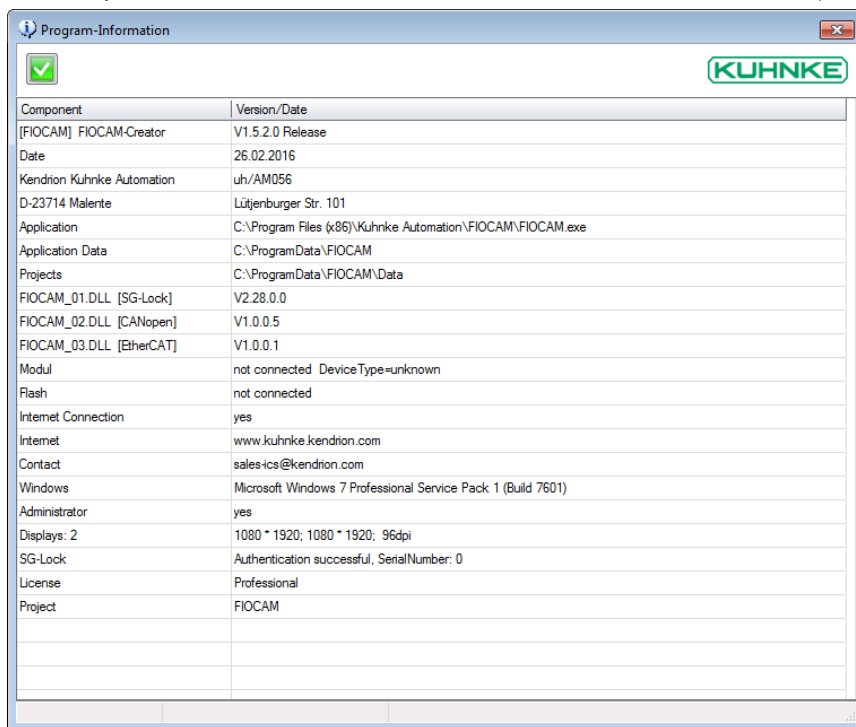 Program-Information
KUHNKE
Component Version/Date
[FIOCAM] FIOCAM-Creator V1.5.2.0 Release
Date 26.02.2016
Kendrion Kuhnke Automation uh/AM056
D-23714 Malente Lütjenburger Str. 101
Application C:\Program Files (x86)\Kuhnke Automation\FIOCAM\FIOCAM.exe
Application Data C:\ProgramData\FIOCAM
Projects C:\ProgramData\FIOCAM\Data
FIOCAM_01.DLL [SG-Lock] V2.28.0.0
FIOCAM_02.DLL [CANopen] V1.0.0.5
FIOCAM_03.DLL [EtherCAT] V1.0.0.1
Modul not connected DeviceType=unknown
Flash not connected
Internet Connection yes
Internet www.kuhnke.kendrion.com
Contact sales-ics@kendrion.com
Windows Microsoft Windows 7 Professional Service Pack 1 (Build 7601)
Administrator yes
Displays: 2 1080 * 1920; 1080 * 1920; 96dpi
SG-Lock Authentication successful, SerialNumber: 0
License Professional
Project FIOCAM